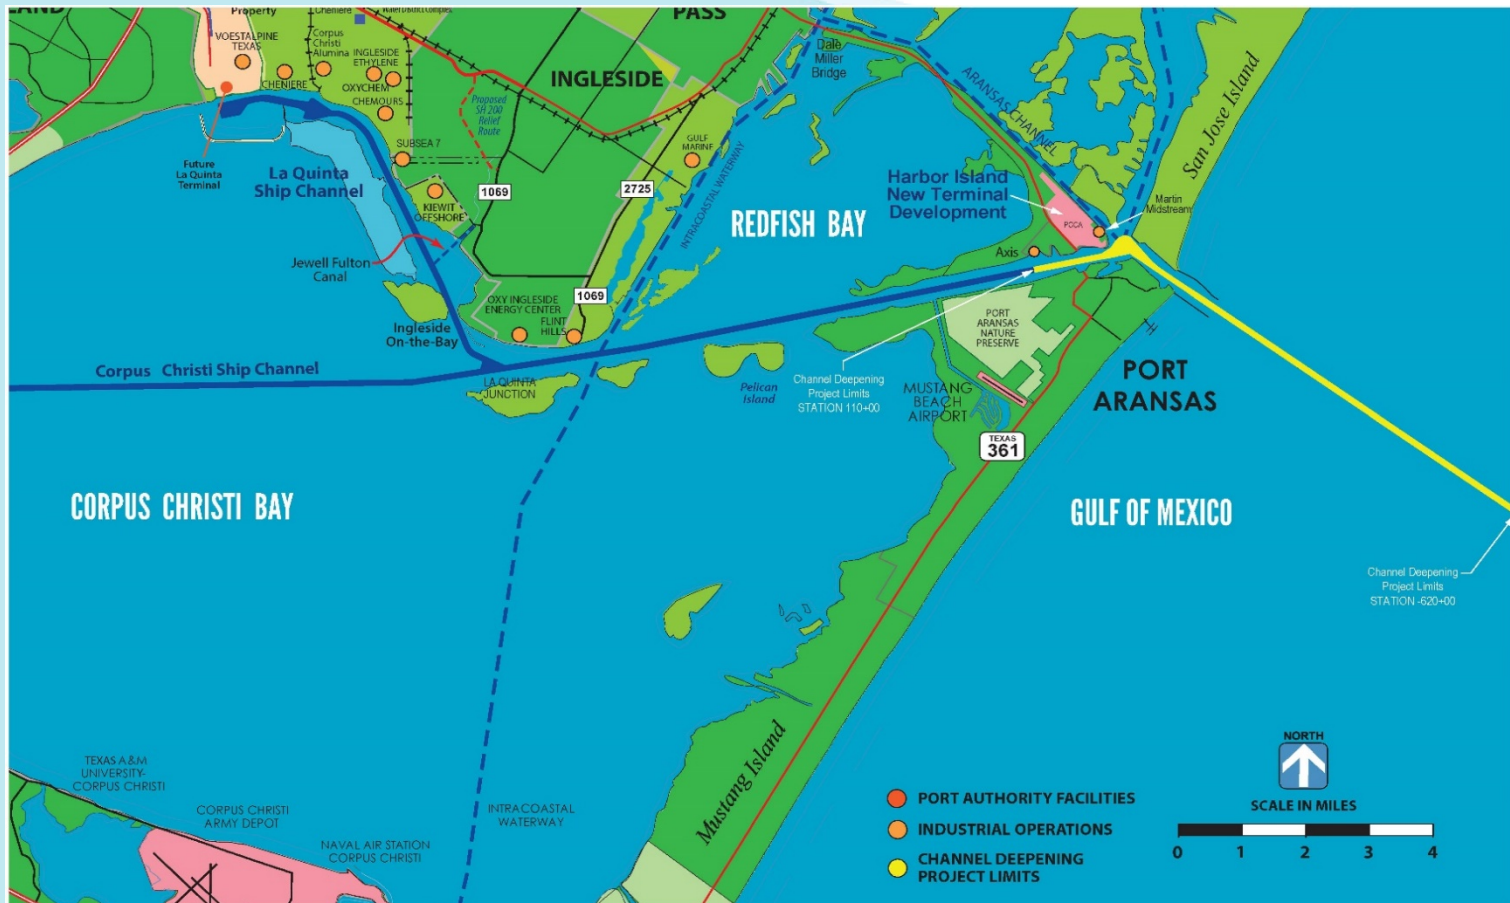 LAND
Property
Cheniere
Water District Complex
PASS
VOESTALPINE
TEXAS
Corpus
Christi
Alumina
INGLESIDE
ETHYLENE
CHENIERE
OXYCHEM
CHEMOURS
INGLESIDE
Dale
Miller
Bridge
ARANSAS CHANNEL
San Jose Island
Proposed
SH 200
Relief
Route
SUBSEA 7
GULF
MARINE
Future
La Quinta
Terminal
La Quinta
Ship Channel
1069
2725
KIEWIT
OFFSHORE
INTRACOASTAL WATERWAY
REDFISH BAY
Harbor Island
New Terminal
Development
PCCA
Martin
Midstream
Axis
Jewell Fulton
Canal
OXY INGLESIDE
ENERGY CENTER
1069
FLINT
HILLS
Ingleside
On-the-Bay
PORT
ARANSAS
NATURE
PRESERVE
Corpus Christi Ship Channel
LA QUINTA
JUNCTION
Pelican
Island
Channel Deepening
Project Limits
STATION 110+00
MUSTANG
BEACH
AIRPORT
PORT
ARANSAS
TEXAS
361
CORPUS CHRISTI BAY
GULF OF MEXICO
Channel Deepening
Project Limits
STATION -620+00
Mustang Island
TEXAS A&M
UNIVERSITY-
CORPUS CHRISTI
CORPUS CHRISTI
ARMY DEPOT
NAVAL AIR STATION
CORPUS CHRISTI
INTRACOASTAL
WATERWAY
NORTH
SCALE IN MILES
0 1 2 3 4
PORT AUTHORITY FACILITIES
INDUSTRIAL OPERATIONS
CHANNEL DEEPENING
PROJECT LIMITS